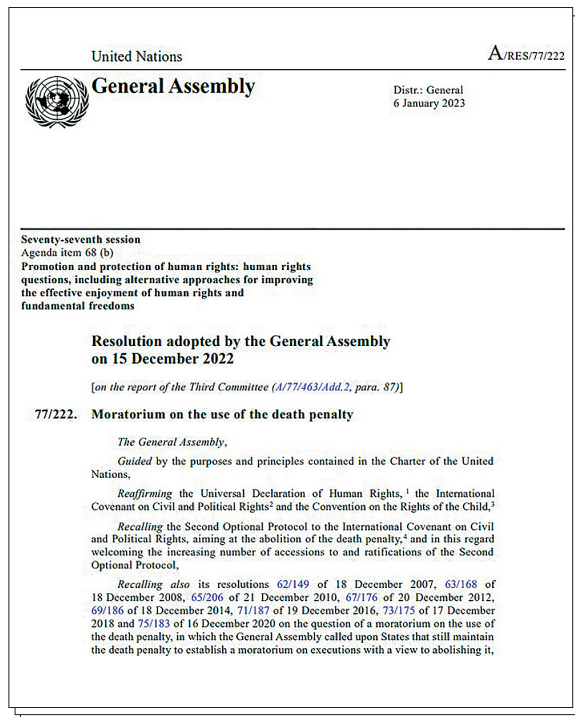 United Nations
A/RES/77/222
General Assembly
Distr.: General
6 January 2023
Seventy-seventh session
Agenda item 68 (b)
Promotion and protection of human rights: human rights
questions, including alternative approaches for improving
the effective enjoyment of human rights and
fundamental freedoms
Resolution adopted by the General Assembly
on 15 December 2022
[on the report of the Third Committee (A/77/463/Add.2, para. 87)]
77/222. Moratorium on the use of the death penalty
The General Assembly,
Guided by the purposes and principles contained in the Charter of the United
Nations,
Reaffirming the Universal Declaration of Human Rights, 1 the International
Covenant on Civil and Political Rights2 and the Convention on the Rights of the Child,3
Recalling the Second Optional Protocol to the International Covenant on Civil
and Political Rights, aiming at the abolition of the death penalty,4 and in this regard
welcoming the increasing number of accessions to and ratifications of the Second
Optional Protocol,
Recalling also its resolutions 62/149 of 18 December 2007, 63/168 of
18 December 2008, 65/206 of 21 December 2010, 67/176 of 20 December 2012,
69/186 of 18 December 2014, 71/187 of 19 December 2016, 73/175 of 17 December
2018 and 75/183 of 16 December 2020 on the question of a moratorium on the use of
the death penalty, in which the General Assembly called upon States that still maintain
the death penalty to establish a moratorium on executions with a view to abolishing it,